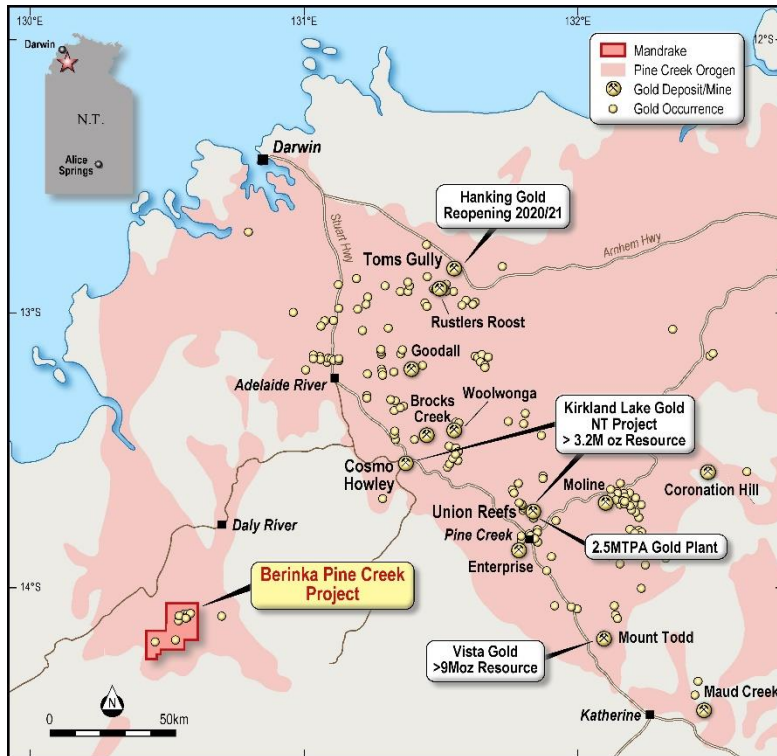 130°E
131°E
132°E
12°S
Darwin
N.T.
Alice
Springs
Mandrake
Pine Creek Orogen
Gold Deposit/Mine
Gold Occurrence
Darwin
Stuart Hwy
Arnhem Hwy
Hanking Gold
Reopening 2020/21
Toms Gully
13°S
Rustlers Roost
Goodall
Adelaide River
Brocks
Creek
Woolwonga
Kirkland Lake Gold
NT Project
> 3.2M oz Resource
Cosmo
Howley
Moline
Coronation Hill
Union Reefs
Daly River
Pine Creek
2.5MTPA Gold Plant
Enterprise
14°S
Berinka Pine Creek
Project
Vista Gold
>9Moz Resource
Mount Todd
Maud Creek
Katherine
N
0
50km